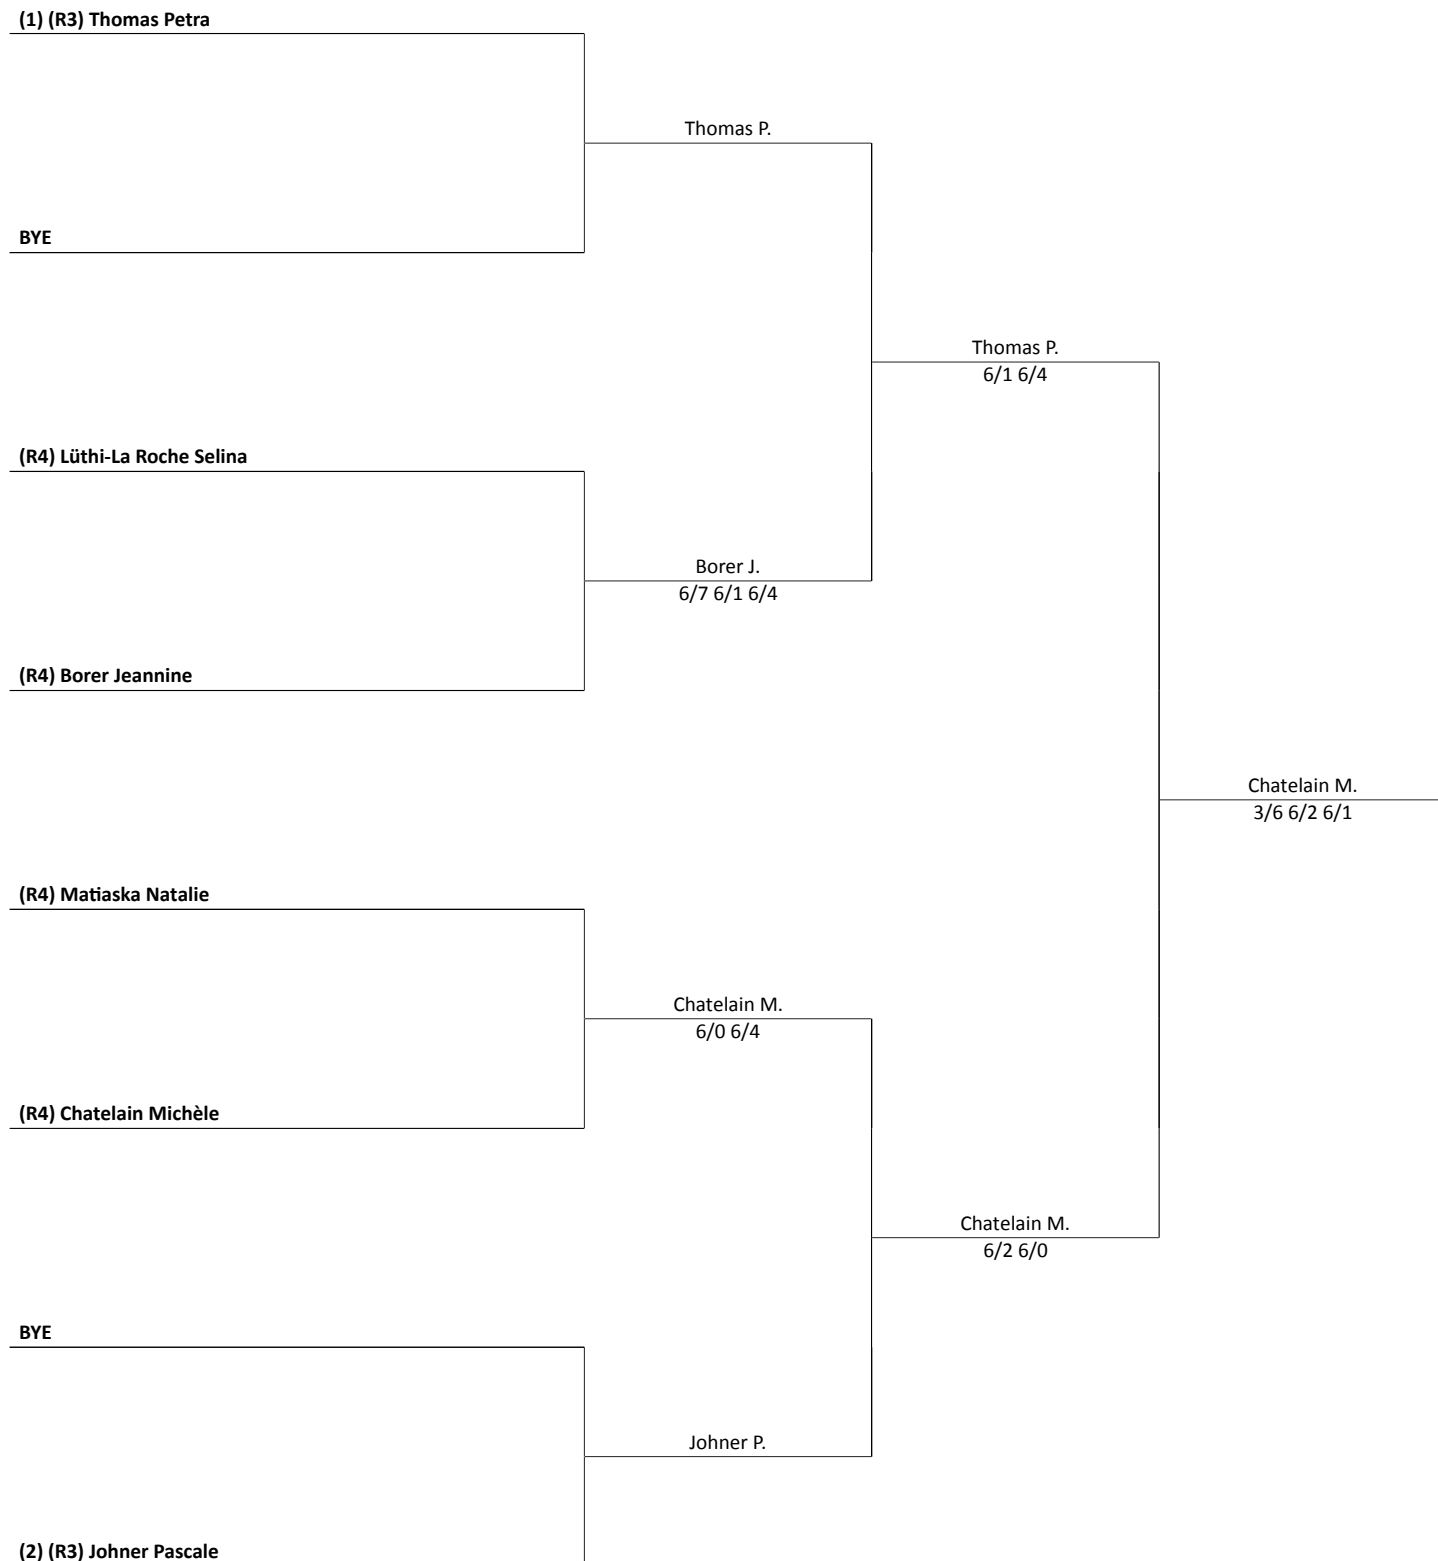 (1) (R3) Thomas Petra
Thomas P.
BYE
Thomas P.
6/1 6/4
(R4) Lüthi-La Roche Selina
Borer J.
6/7 6/1 6/4
(R4) Borer Jeannine
Chatelain M.
3/6 6/2 6/1
(R4) Matiaska Natalie
Chatelain M.
6/0 6/4
(R4) Chatelain Michèle
Chatelain M.
6/2 6/0
BYE
Johner P.
(2) (R3) Johner Pascale